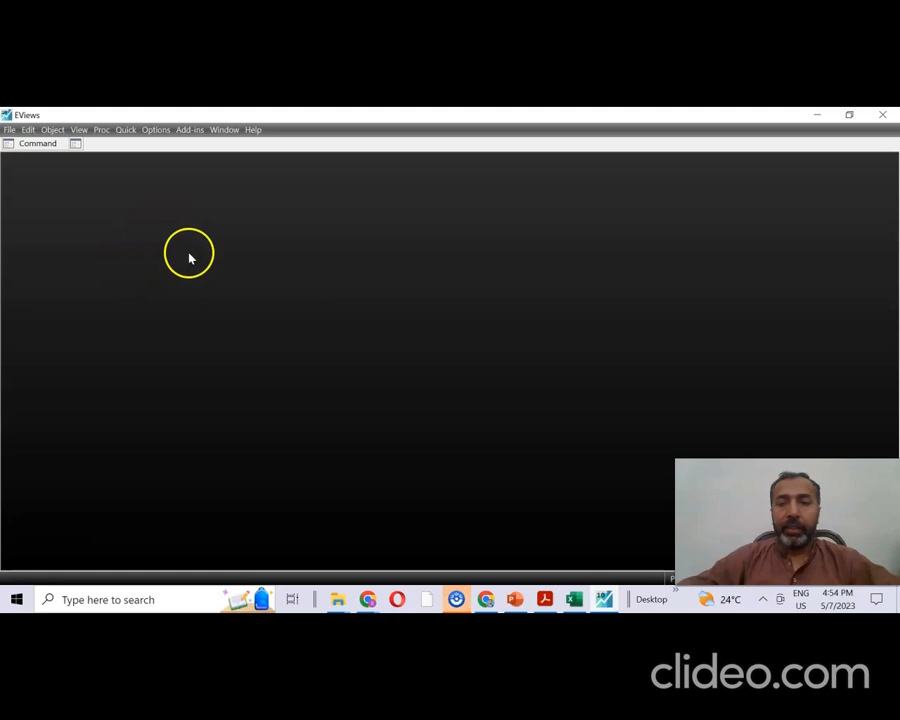 EViews
File Edit Object View Proc Quick Options Add-ins Window Help
Command
P
Type here to search
10
Desktop
24°C
ENG
US
4:54 PM
5/7/2023
clideo.com